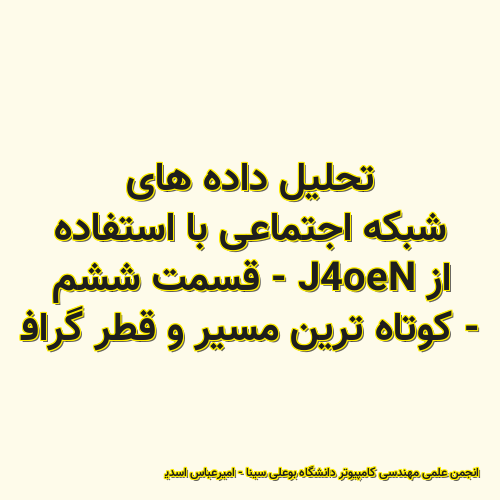 تحلیل داده های
شبکه اجتماعی با استفاده
از J4oeN - قسمت ششم
- کوتاه ترین مسیر و قطر گراف
انجمن علمی مهندسی کامپیوتر دانشگاه بوعلی سینا - امیرعباس اسدی